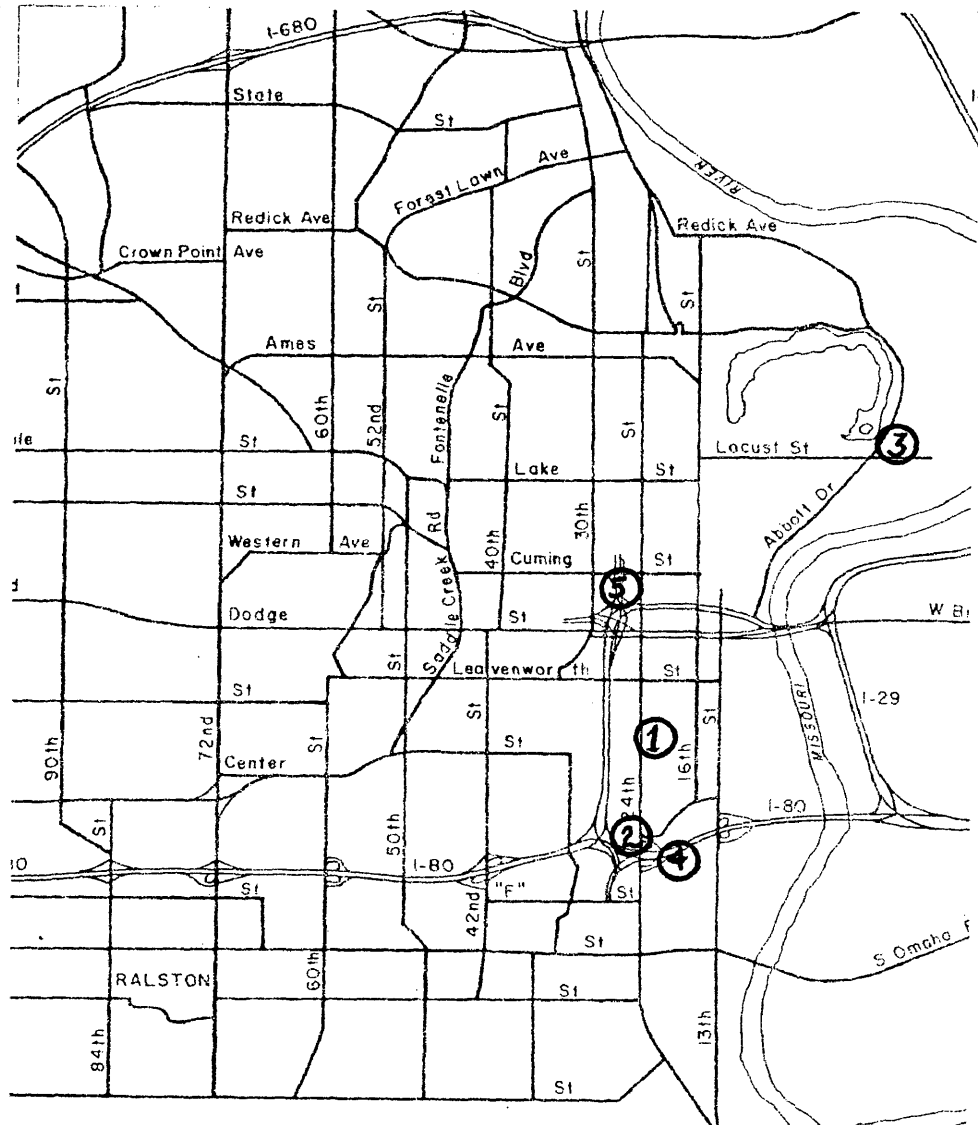 I-680
State
St
RIVER
Forest Lawn Ave
Redick Ave
Redick Ave
Crown Point Ave
Blvd
St
St
St
Ames Ave
Fontenelle
St
60th
52nd
St
St
St
Locust St
3
Lake St
St
Abbott Dr
Rd
40th
30th
Western Ave
Cuming St
5
Dodge St
W
Saddle Creek
St
Leavenworth St
St
St
St
I-29
MISSOURI
1
90th
72nd
St
St
16th
24th
Center
I-80
St
50th
2
4
I-80
St
42nd
"F" St
St
S Omaha
RALSTON
60th
St
84th
13th
St